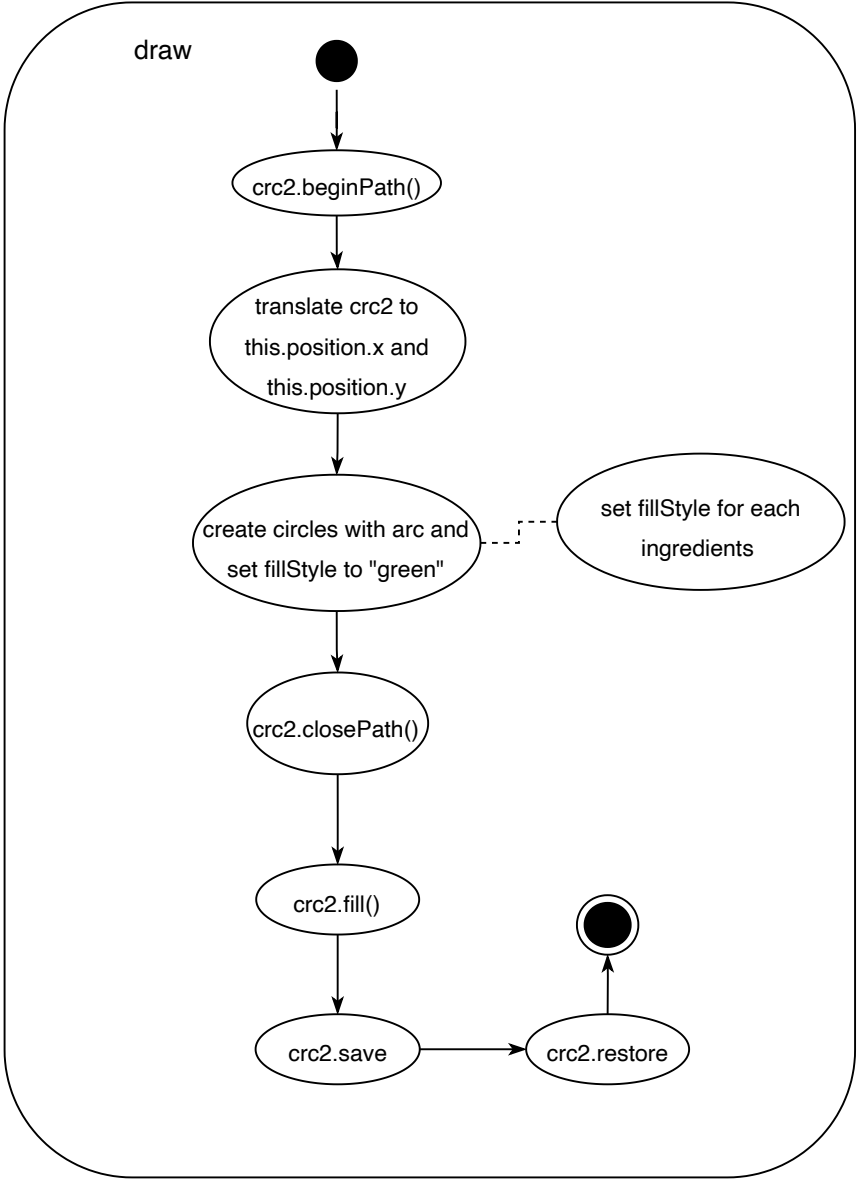 draw
crc2.beginPath()
translate crc2 to
this.position.x and
this.position.y
create circles with arc and
set fillStyle to "green"
set fillStyle for each
ingredients
crc2.closePath()
crc2.fill()
crc2.save
crc2.restore